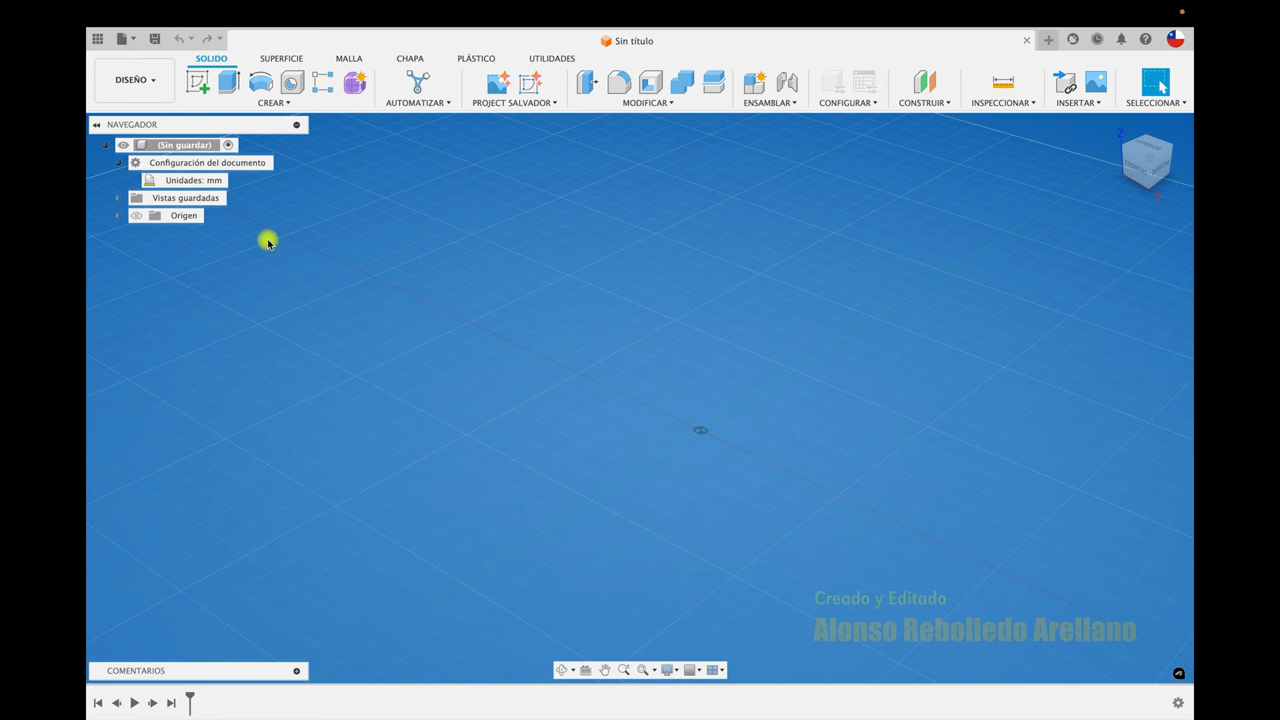 Sin título
SOLIDO
SUPERFICIE
MALLA
CHAPA
PLÁSTICO
UTILIDADES
DISEÑO
CREAR
AUTOMATIZAR
PROJECT SALVADOR
MODIFICAR
ENSAMBLAR
CONFIGURAR
CONSTRUIR
INSPECCIONAR
INSERTAR
SELECCIONAR
NAVEGADOR
(Sin guardar)
Configuración del documento
Unidades: mm
Vistas guardadas
Origen
Z
X
Creado y Editado
Alonso Rebolledo Arellano
COMENTARIOS